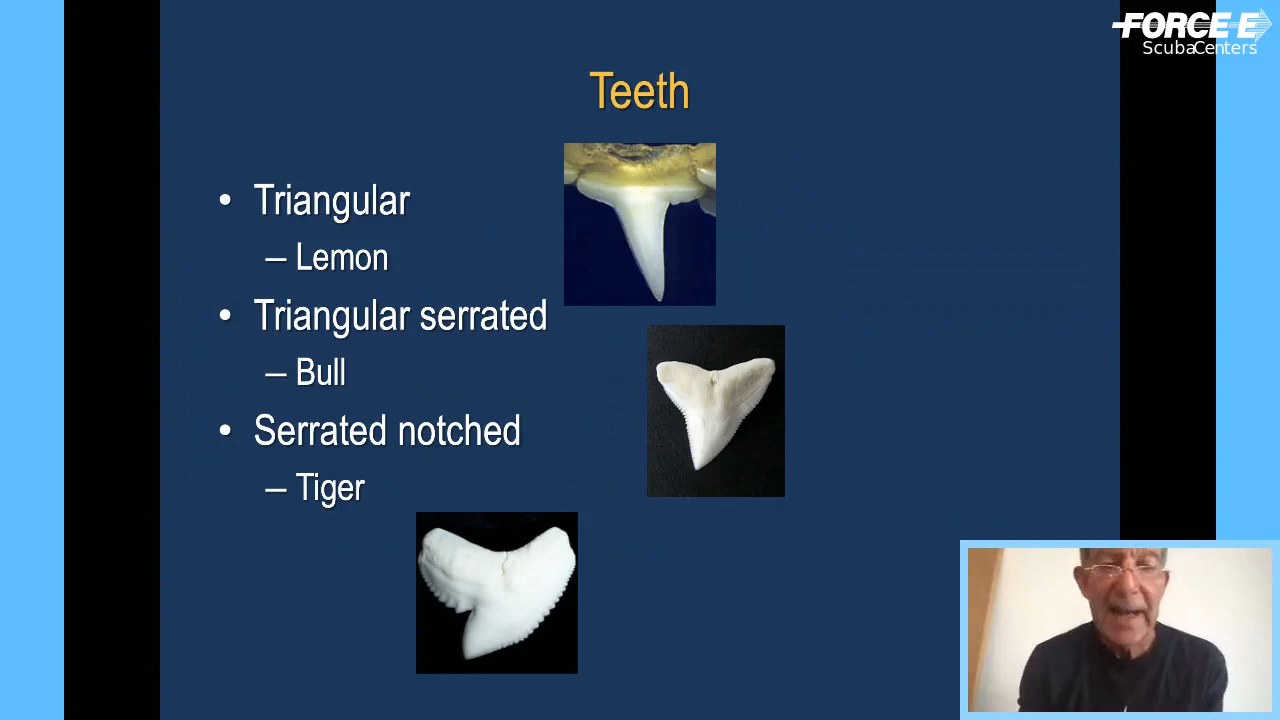 FORCE-E
ScubaCenters
Teeth
• Triangular
– Lemon
• Triangular serrated
– Bull
• Serrated notched
– Tiger